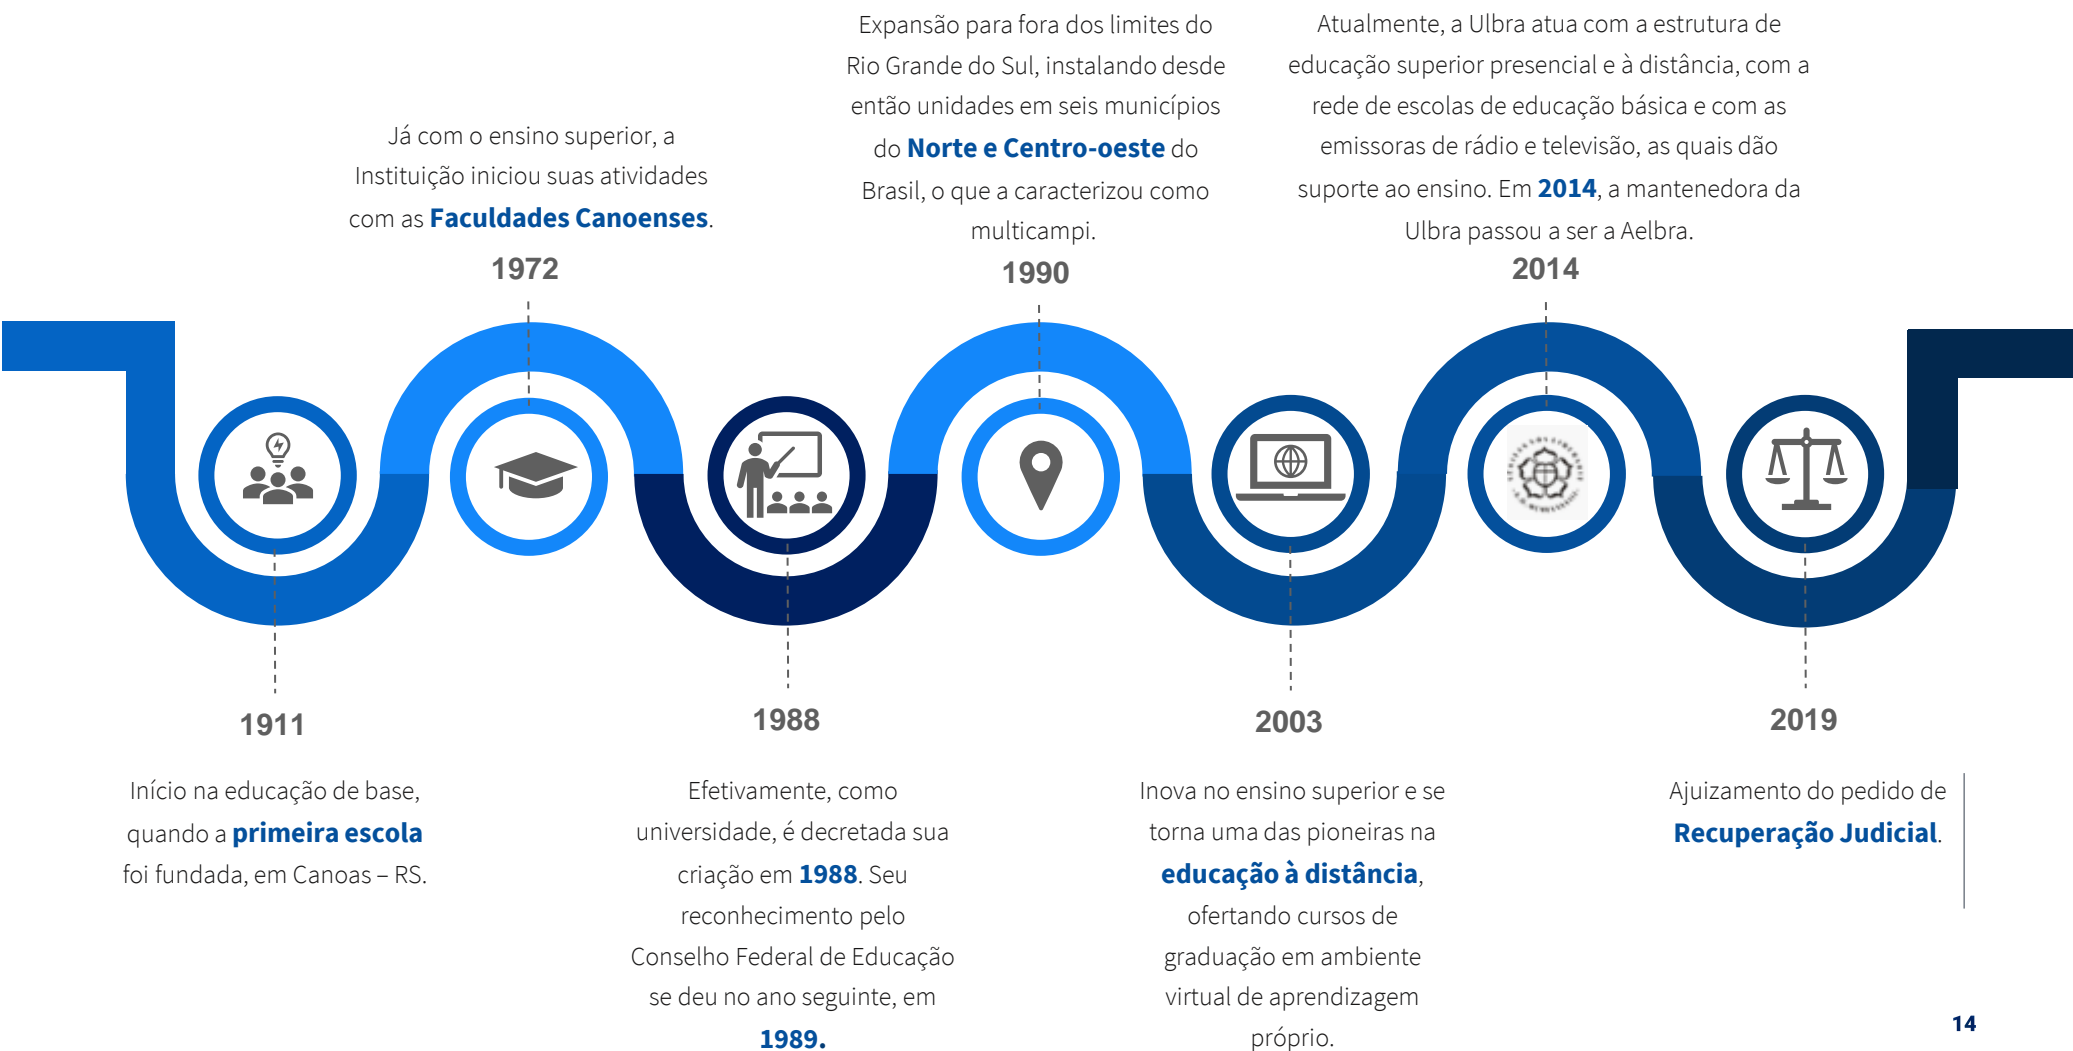 Já com o ensino superior, a
Instituição iniciou suas atividades
com as Faculdades Canoenses.
1972
Expansão para fora dos limites do
Rio Grande do Sul, instalando desde
então unidades em seis municípios
do Norte e Centro-oeste do
Brasil, o que a caracterizou como
multicampi.
1990
Atualmente, a Ulbra atua com a estrutura de
educação superior presencial e à distância, com a
rede de escolas de educação básica e com as
emissoras de rádio e televisão, as quais dão
suporte ao ensino. Em 2014, a mantenedora da
Ulbra passou a ser a Aelbra.
2014
1911
Início na educação de base,
quando a primeira escola
foi fundada, em Canoas – RS.
1988
Efetivamente, como
universidade, é decretada sua
criação em 1988. Seu
reconhecimento pelo
Conselho Federal de Educação
se deu no ano seguinte, em
1989.
2003
Inova no ensino superior e se
torna uma das pioneiras na
educação à distância,
ofertando cursos de
graduação em ambiente
virtual de aprendizagem
próprio.
2019
Ajuizamento do pedido de
Recuperação Judicial.
14